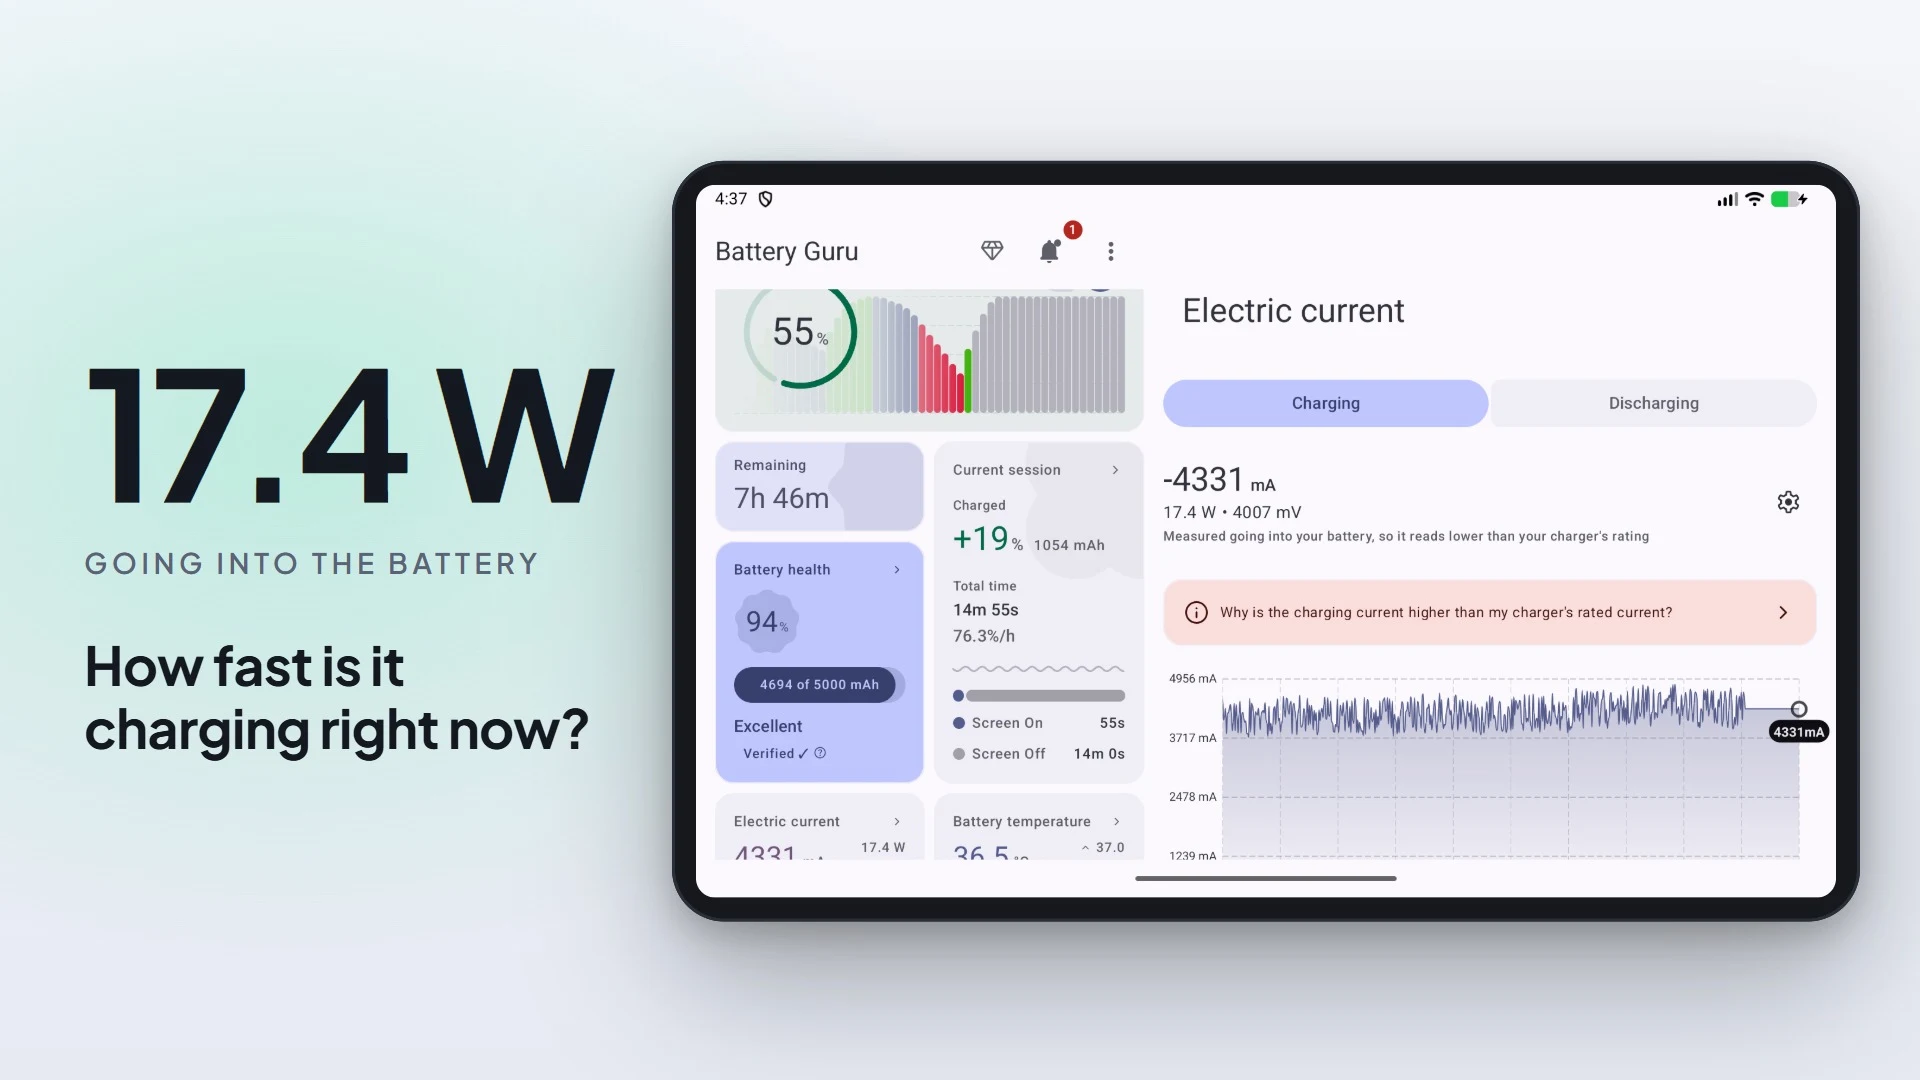 17.4 W
GOING INTO THE BATTERY
How fast is it
charging right now?
4:37
Battery Guru
1
55%
Remaining
7h 46m
Battery health
94%
4694 of 5000 mAh
Excellent
Verified ✓
Current session
Charged
+19% 1054 mAh
Total time
14m 55s
76.3%/h
Screen On 55s
Screen Off 14m 0s
Electric current
4331 mA 17.4 W
Battery temperature
36.5 °C 37.0
Electric current
Charging Discharging
-4331 mA
17.4 W • 4007 mV
Measured going into your battery, so it reads lower than your charger's rating
Why is the charging current higher than my charger's rated current?
4956 mA
4331mA
3717 mA
2478 mA
1239 mA